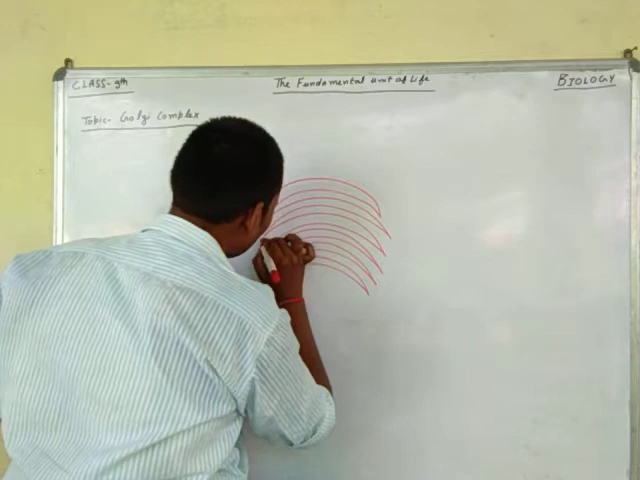 CLASS- 9th
The Fundamental unit of Life
BIOLOGY
Topic- Golgi Complex